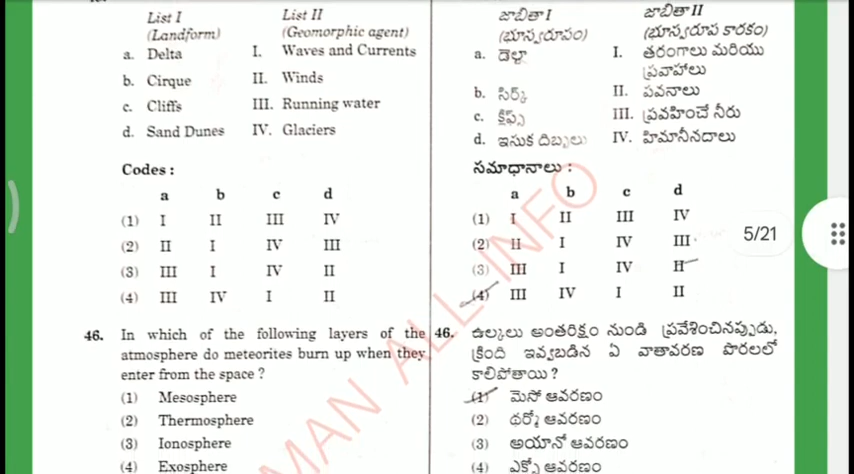 List I List II
(Landform) (Geomorphic agent)
a. Delta I. Waves and Currents
b. Cirque II. Winds
c. Cliffs III. Running water
d. Sand Dunes IV. Glaciers
Codes :
a b c d
(1) I II III IV
(2) II I IV III
(3) III I IV II
(4) III IV I II
46. In which of the following layers of the
atmosphere do meteorites burn up when they
enter from the space ?
(1) Mesosphere
(2) Thermosphere
(3) Ionosphere
(4) Exosphere
జాబితా I జాబితా II
(భూస్వరూపం) (భూస్వరూప కారకం)
a. డెల్టా I. తరంగాలు మరియు
ప్రవాహాలు
b. సిర్క్ II. పవనాలు
c. క్లిఫ్స్ III. ప్రవహించే నీరు
d. ఇసుక దిబ్బలు IV. హిమానీనదాలు
సమాధానాలు :
a b c d
(1) I II III IV
(2) II I IV III
(3) III I IV II
(4) III IV I II
46. ఉల్కలు అంతరిక్షం నుండి ప్రవేశించినప్పుడు,
క్రింది ఇవ్వబడిన ఏ వాతావరణ పొరలలో
కాలిపోతాయి ?
(1) మెసో ఆవరణం
(2) థర్మో ఆవరణం
(3) అయానో ఆవరణం
(4) ఎక్సో ఆవరణం
5/21
MAN ALL INFO